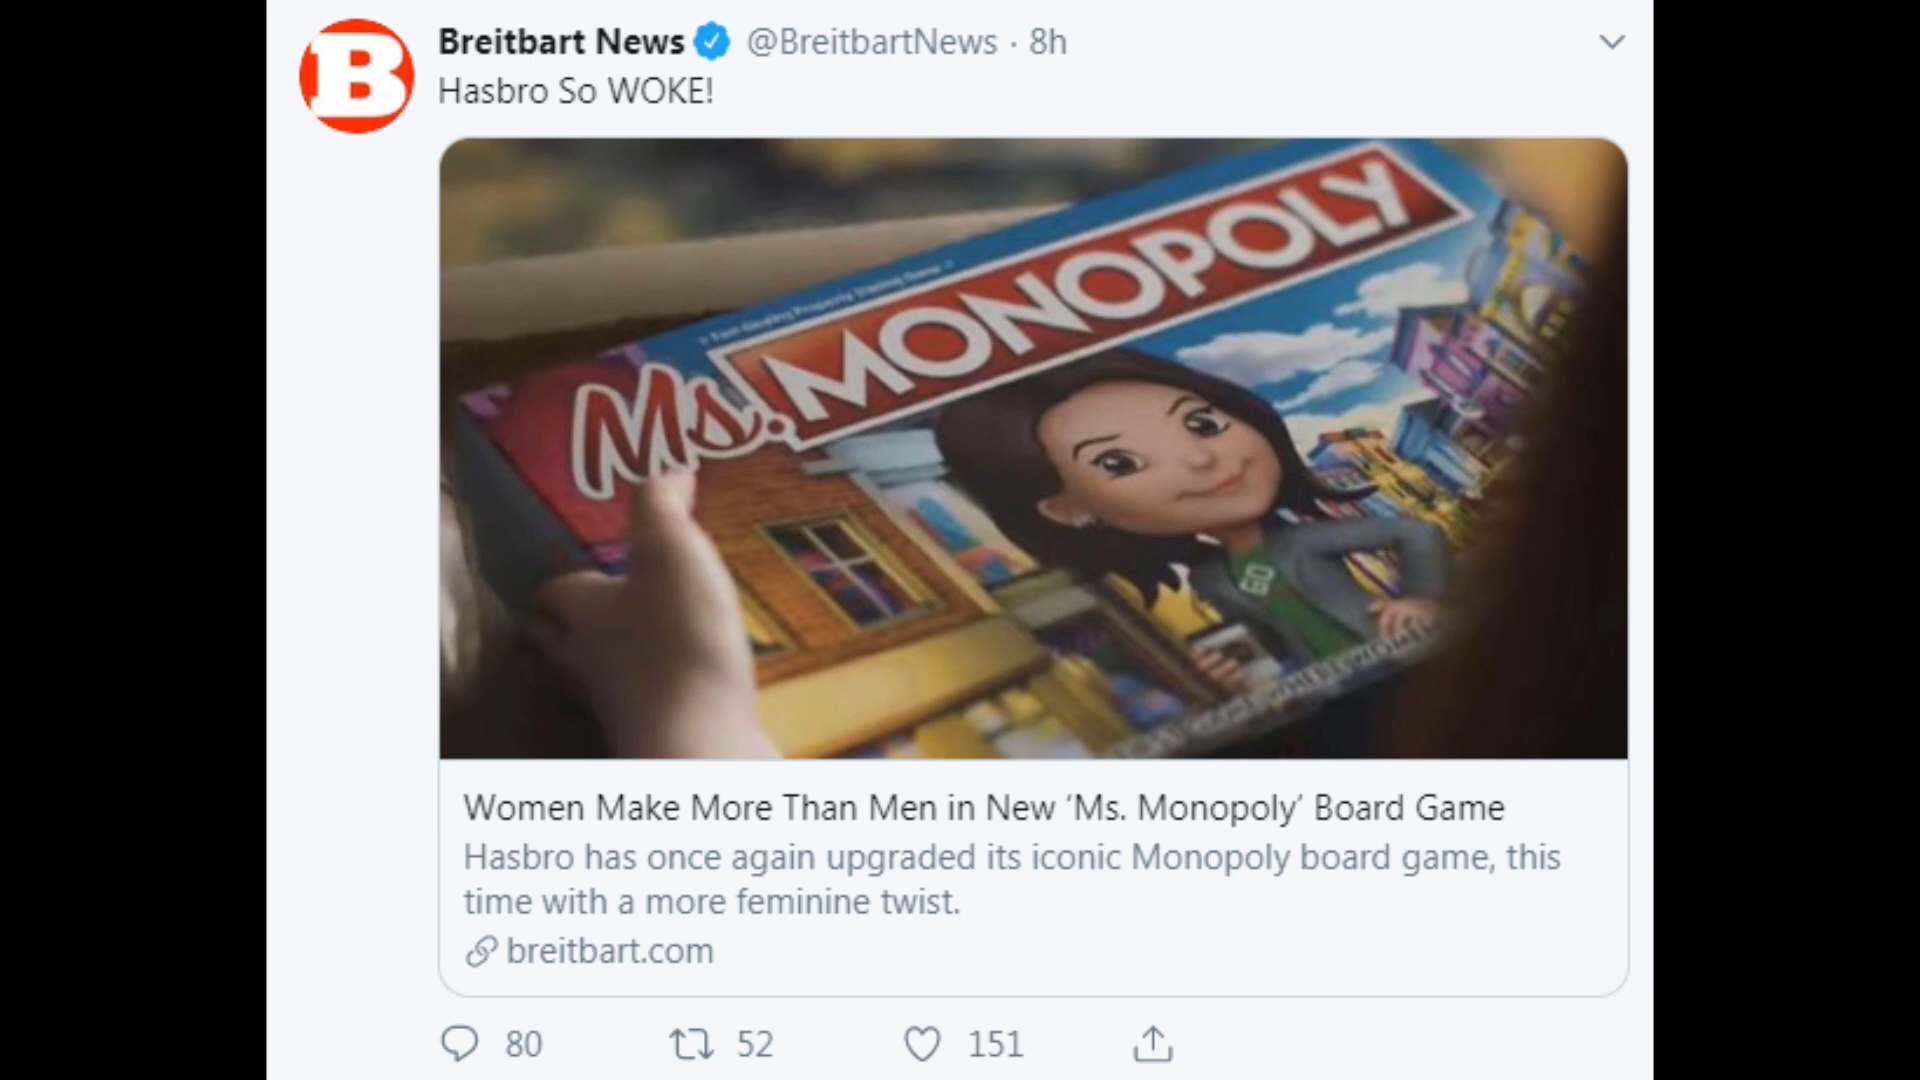 B
Breitbart News @BreitbartNews · 8h
Hasbro So WOKE!
Ms. MONOPOLY
Women Make More Than Men in New ‘Ms. Monopoly’ Board Game
Hasbro has once again upgraded its iconic Monopoly board game, this
time with a more feminine twist.
breitbart.com
80 52 151